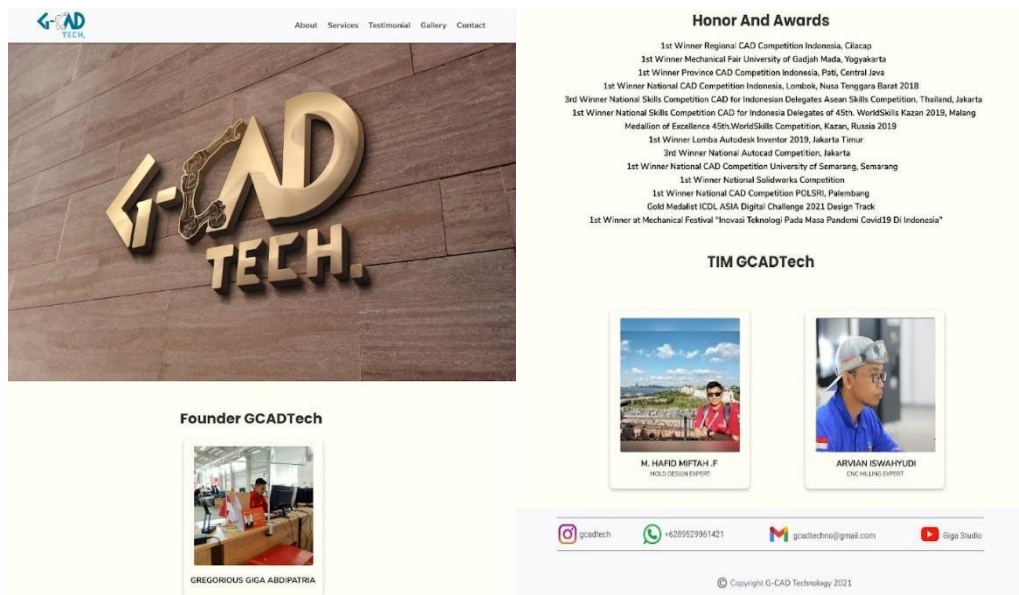 G-CAD
TECH.
About Services Testimonial Gallery Contact
G-CAD
TECH.
Founder GCADTech
GREGORIOUS GIGA ABDIPATRIA
Honor And Awards
1st Winner Regional CAD Competition Indonesia, Cilacap
1st Winner Mechanical Fair University of Gadjah Mada, Yogyakarta
1st Winner Province CAD Competition Indonesia, Pati, Central Java
1st Winner National CAD Competition Indonesia, Lombok, Nusa Tenggara Barat 2018
3rd Winner National Skills Competition CAD for Indonesian Delegates Asean Skills Competition, Thailand, Jakarta
1st Winner National Skills Competition CAD for Indonesia Delegates of 45th. WorldSkills Kazan 2019, Malang
Medallion of Excellence 45th.WorldSkills Competition, Kazan, Russia 2019
1st Winner Lomba Autodesk Inventor 2019, Jakarta Timur
3rd Winner National Autocad Competition, Jakarta
1st Winner National CAD Competition University of Semarang, Semarang
1st Winner National Solidworks Competition
1st Winner National CAD Competition POLSRI, Palembang
Gold Medalist ICDL ASIA Digital Challenge 2021 Design Track
1st Winner at Mechanical Festival "Inovasi Teknologi Pada Masa Pandemi Covid19 Di Indonesia"
TIM GCADTech
M. HAFID MIFTAH .F
MOLD DESIGN EXPERT
ARVIAN ISWAHYUDI
CNC MILLING EXPERT
gcadtech +6289529961421 gcadtechno@gmail.com Giga Studio
© Copyright G-CAD Technology 2021